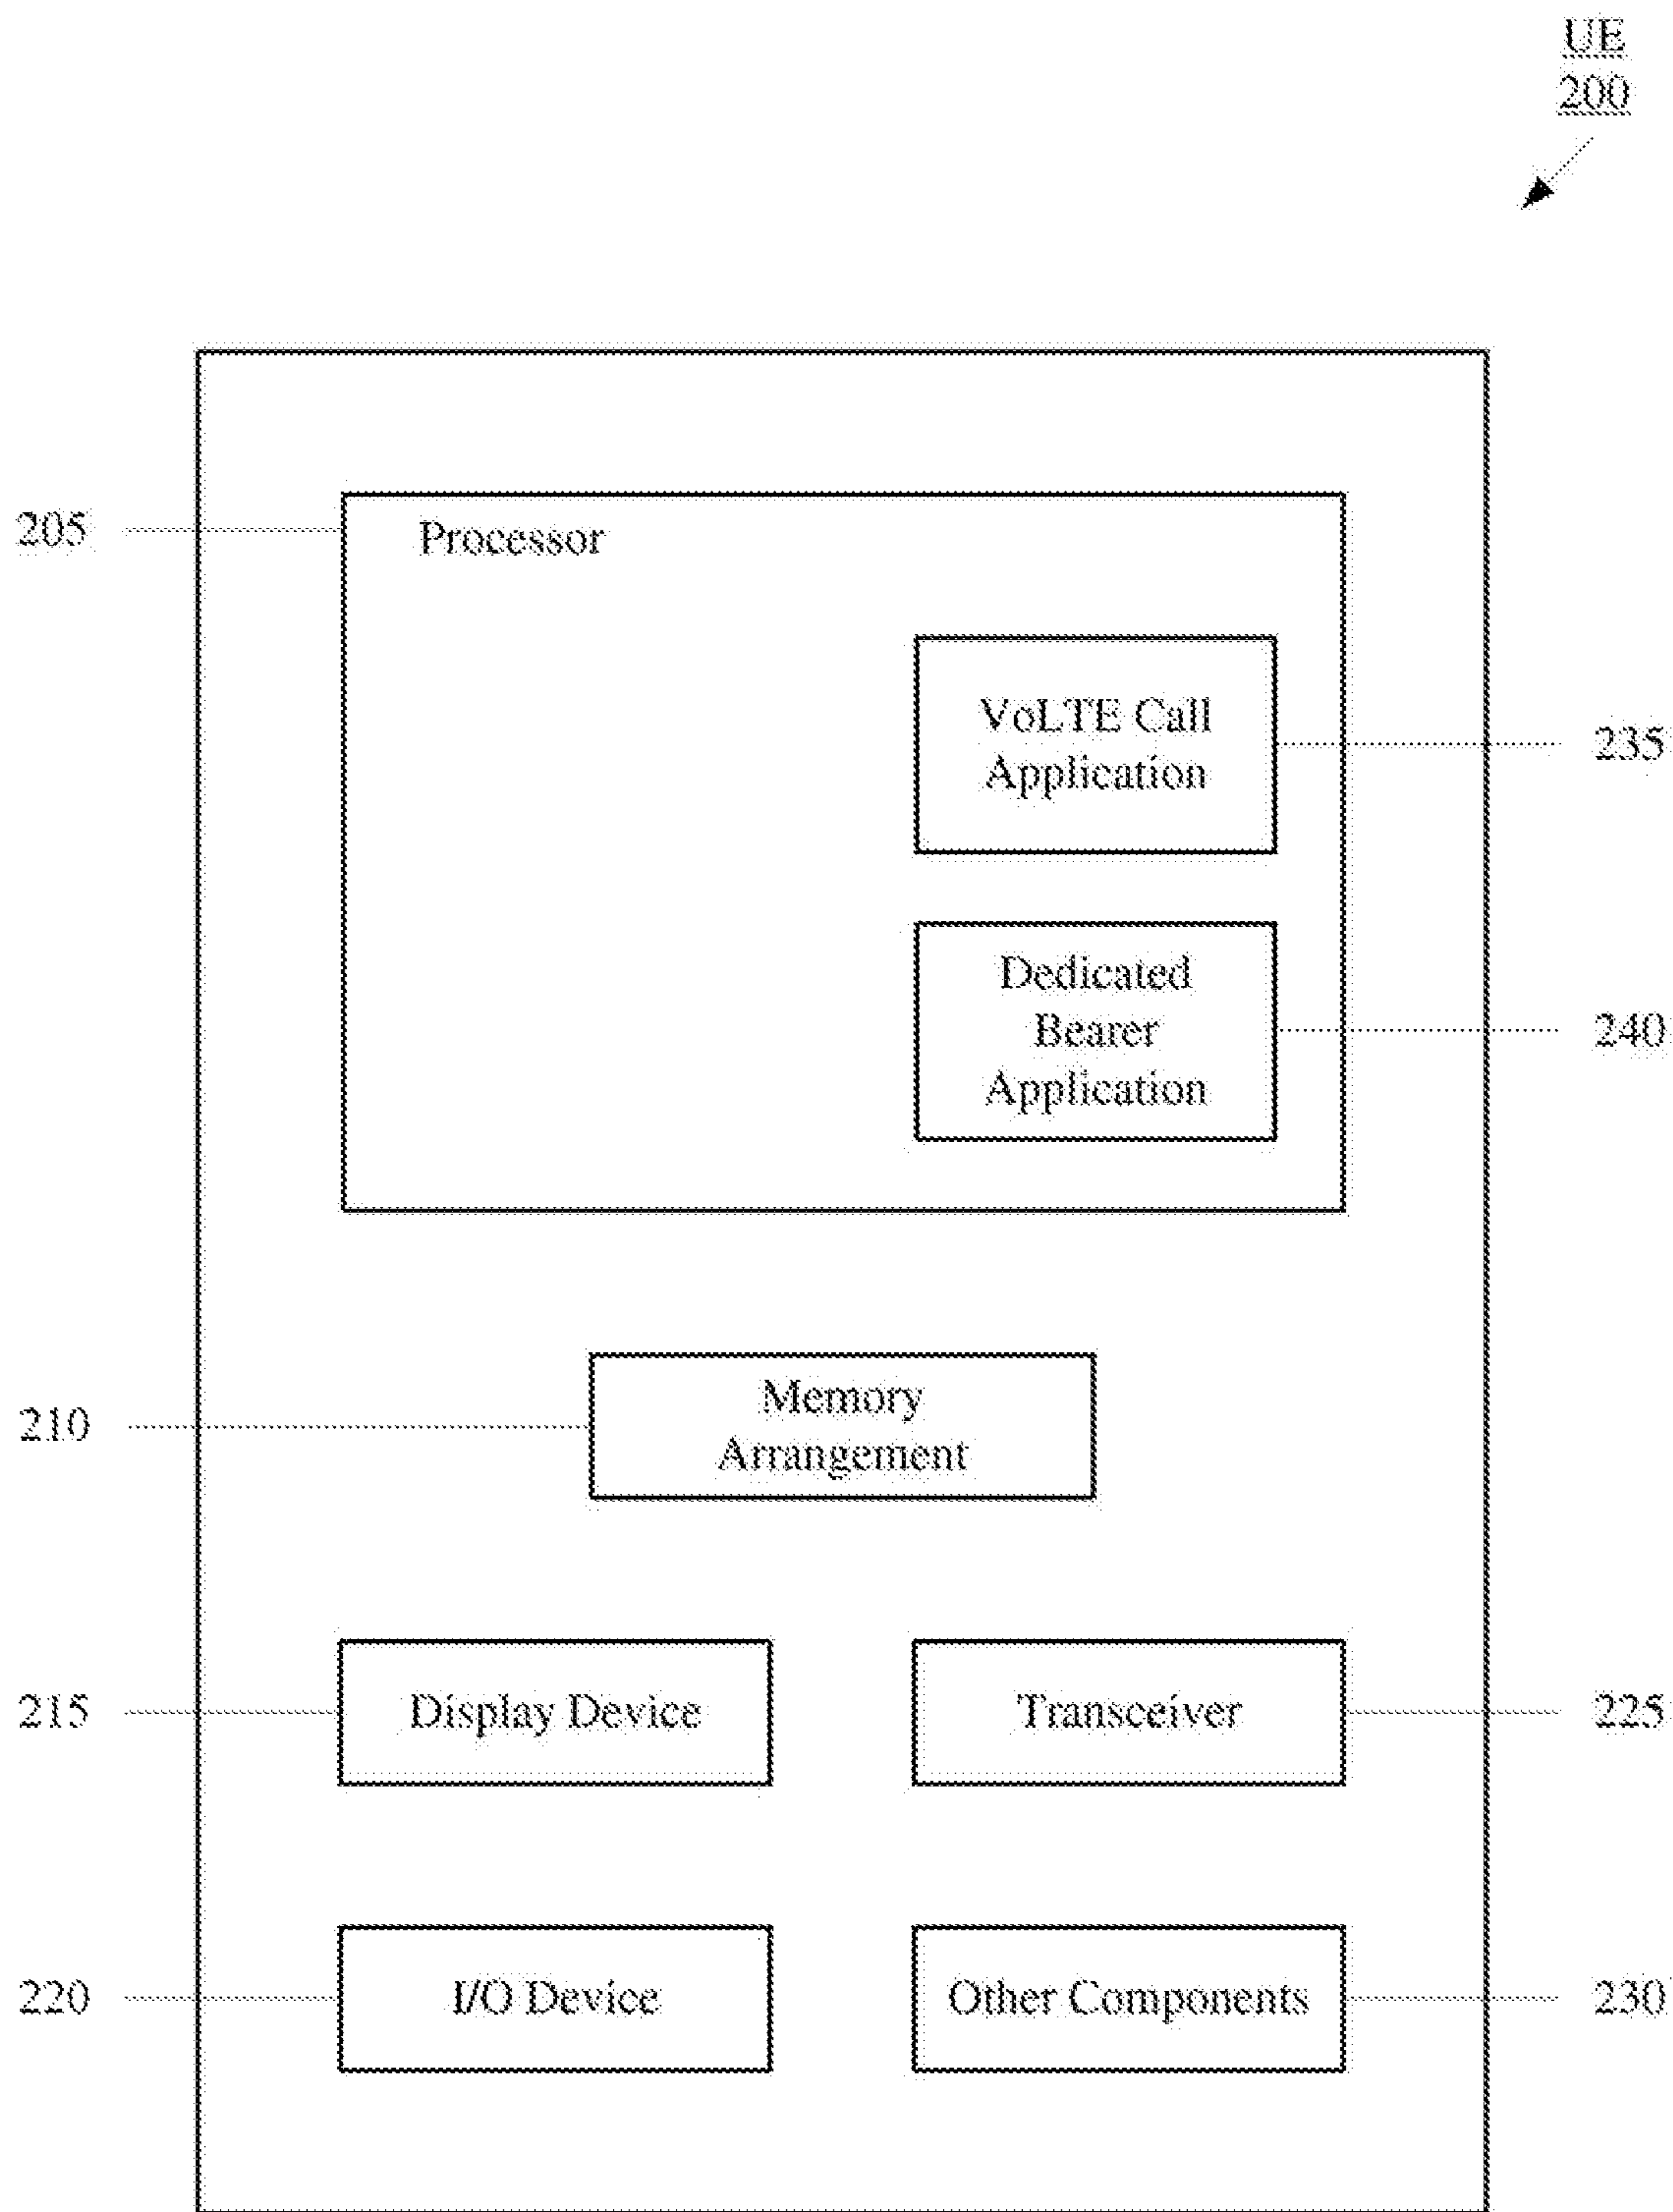 UE
200
205
Processor
VoLTE Call
Application
235
Dedicated
Bearer
Application
240
210
Memory
Arrangement
215
Display Device
Transceiver
225
220
I/O Device
Other Components
230